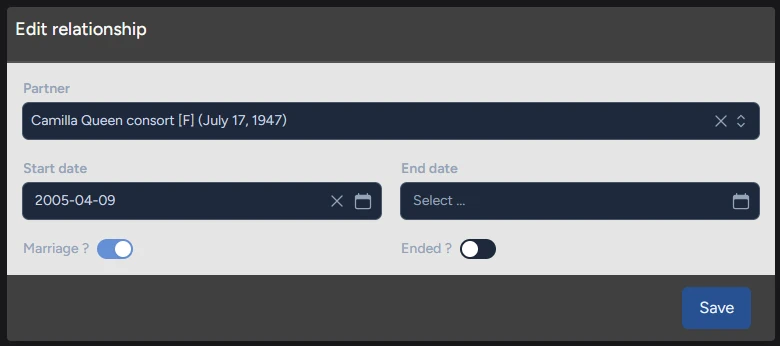 Edit relationship
Partner
Camilla Queen consort [F] (July 17, 1947)
Start date
End date
2005-04-09
Select ...
Marriage ?
Ended ?
Save